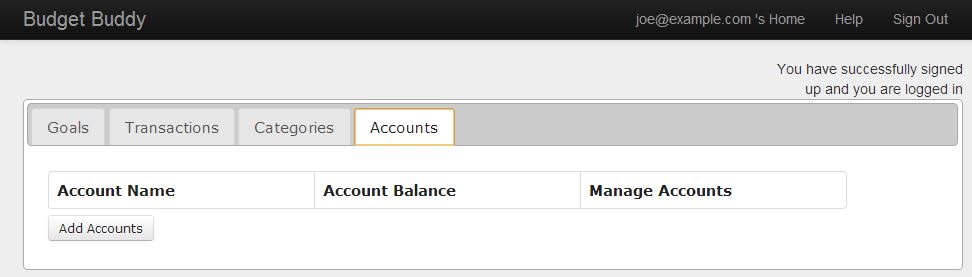 Budget Buddy joe@example.com 's Home Help Sign Out
You have successfully signed
up and you are logged in
Goals Transactions Categories Accounts
Account Name Account Balance Manage Accounts
Add Accounts